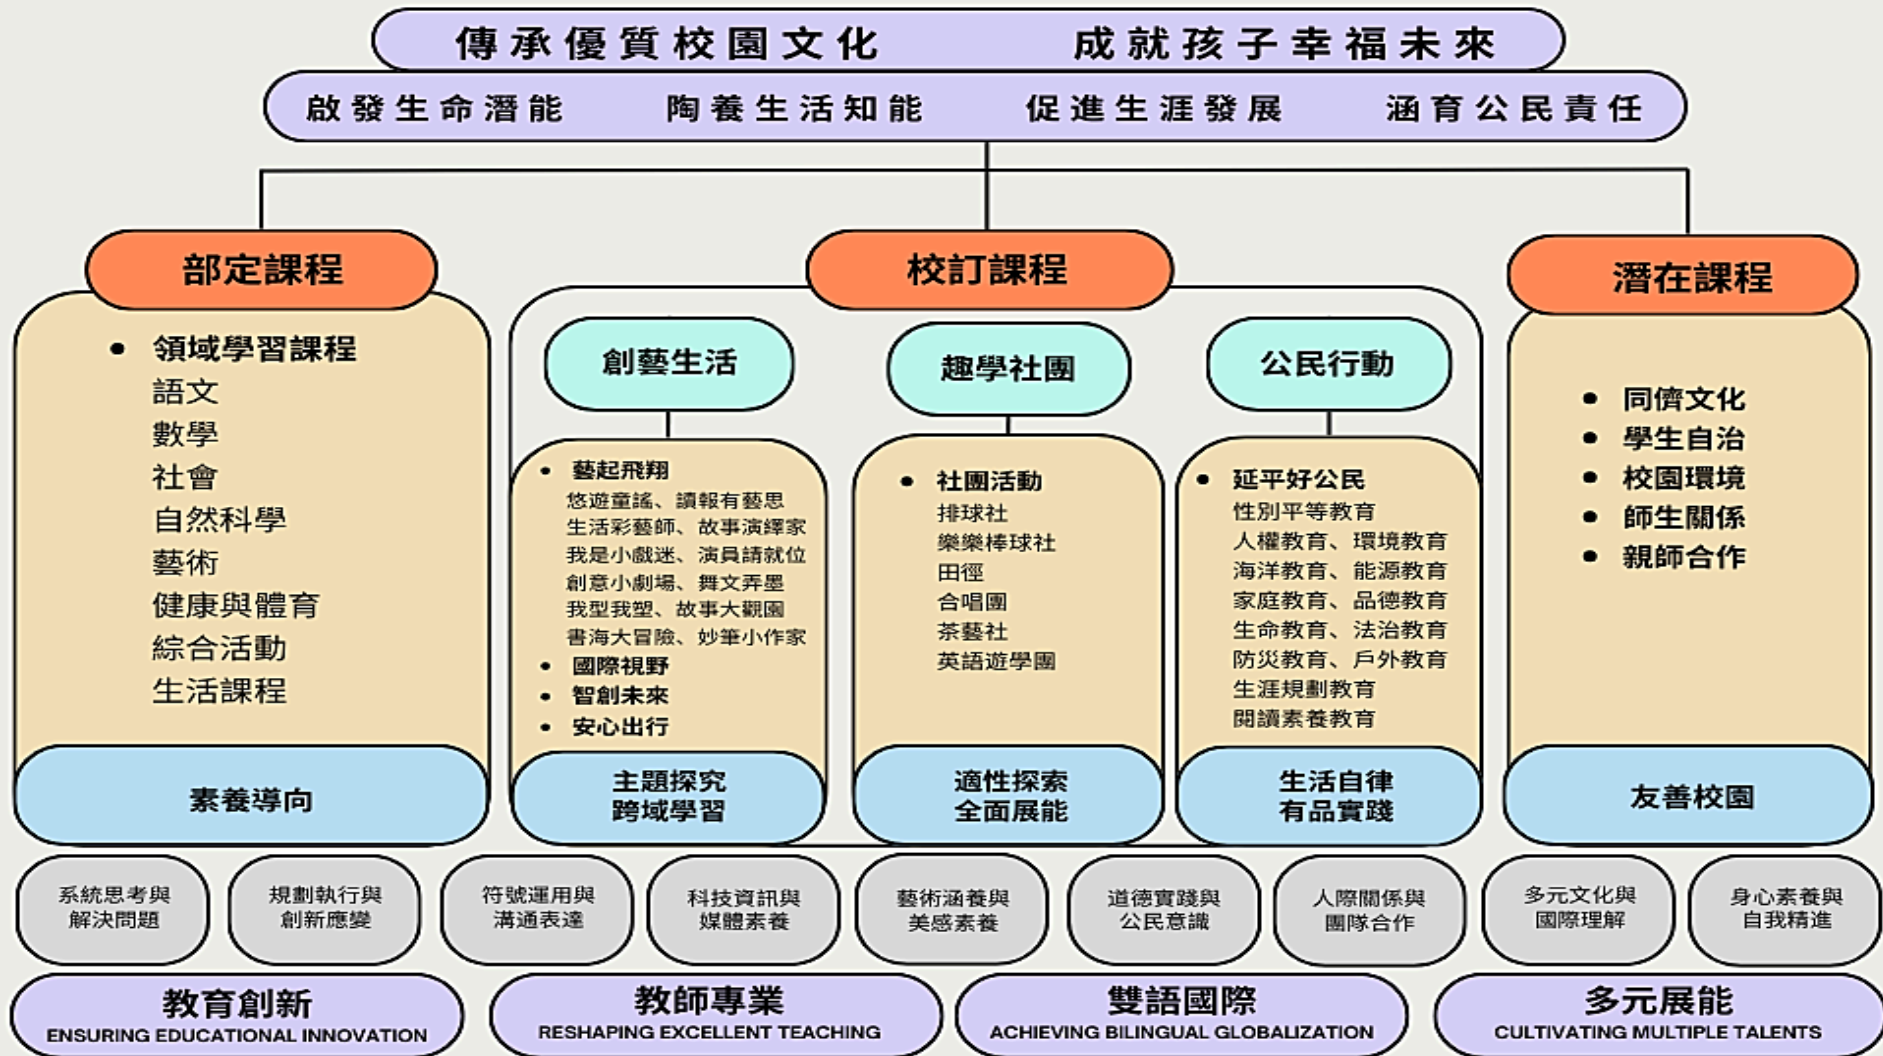 傳承優質校園文化 成就孩子幸福未來
啟發生命潛能 陶養生活知能 促進生涯發展 涵育公民責任
部定課程
• 領域學習課程
語文
數學
社會
自然科學
藝術
健康與體育
綜合活動
生活課程
素養導向
校訂課程
創藝生活
• 藝起飛翔
悠遊童謠、讀報有藝思
生活彩藝師、故事演繹家
我是小戲迷、演員請就位
創意小劇場、舞文弄墨
我型我塑、故事大觀園
書海大冒險、妙筆小作家
• 國際視野
• 智創未來
• 安心出行
主題探究
跨域學習
趣學社團
• 社團活動
排球社
樂樂棒球社
田徑
合唱團
茶藝社
英語遊學團
適性探索
全面展能
公民行動
• 延平好公民
性別平等教育
人權教育、環境教育
海洋教育、能源教育
家庭教育、品德教育
生命教育、法治教育
防災教育、戶外教育
生涯規劃教育
閱讀素養教育
生活自律
有品實踐
潛在課程
• 同儕文化
• 學生自治
• 校園環境
• 師生關係
• 親師合作
友善校園
系統思考與
解決問題
規劃執行與
創新應變
符號運用與
溝通表達
科技資訊與
媒體素養
藝術涵養與
美感素養
道德實踐與
公民意識
人際關係與
團隊合作
多元文化與
國際理解
身心素養與
自我精進
教育創新
ENSURING EDUCATIONAL INNOVATION
教師專業
RESHAPING EXCELLENT TEACHING
雙語國際
ACHIEVING BILINGUAL GLOBALIZATION
多元展能
CULTIVATING MULTIPLE TALENTS